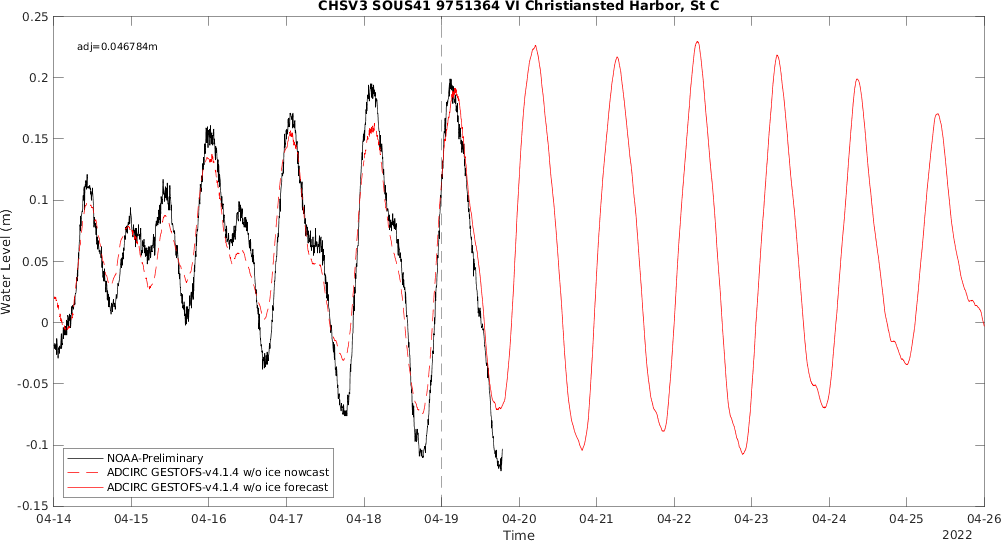 CHSV3 SOUS41 9751364 VI Christiansted Harbor, St C
adj=0.046784m
0.25
0.2
0.15
0.1
0.05
0
-0.05
-0.1
-0.15
Water Level (m)
NOAA-Preliminary
ADCIRC GESTOFS-v4.1.4 w/o ice nowcast
ADCIRC GESTOFS-v4.1.4 w/o ice forecast
04-14 04-15 04-16 04-17 04-18 04-19 04-20 04-21 04-22 04-23 04-24 04-25 04-26
Time
2022